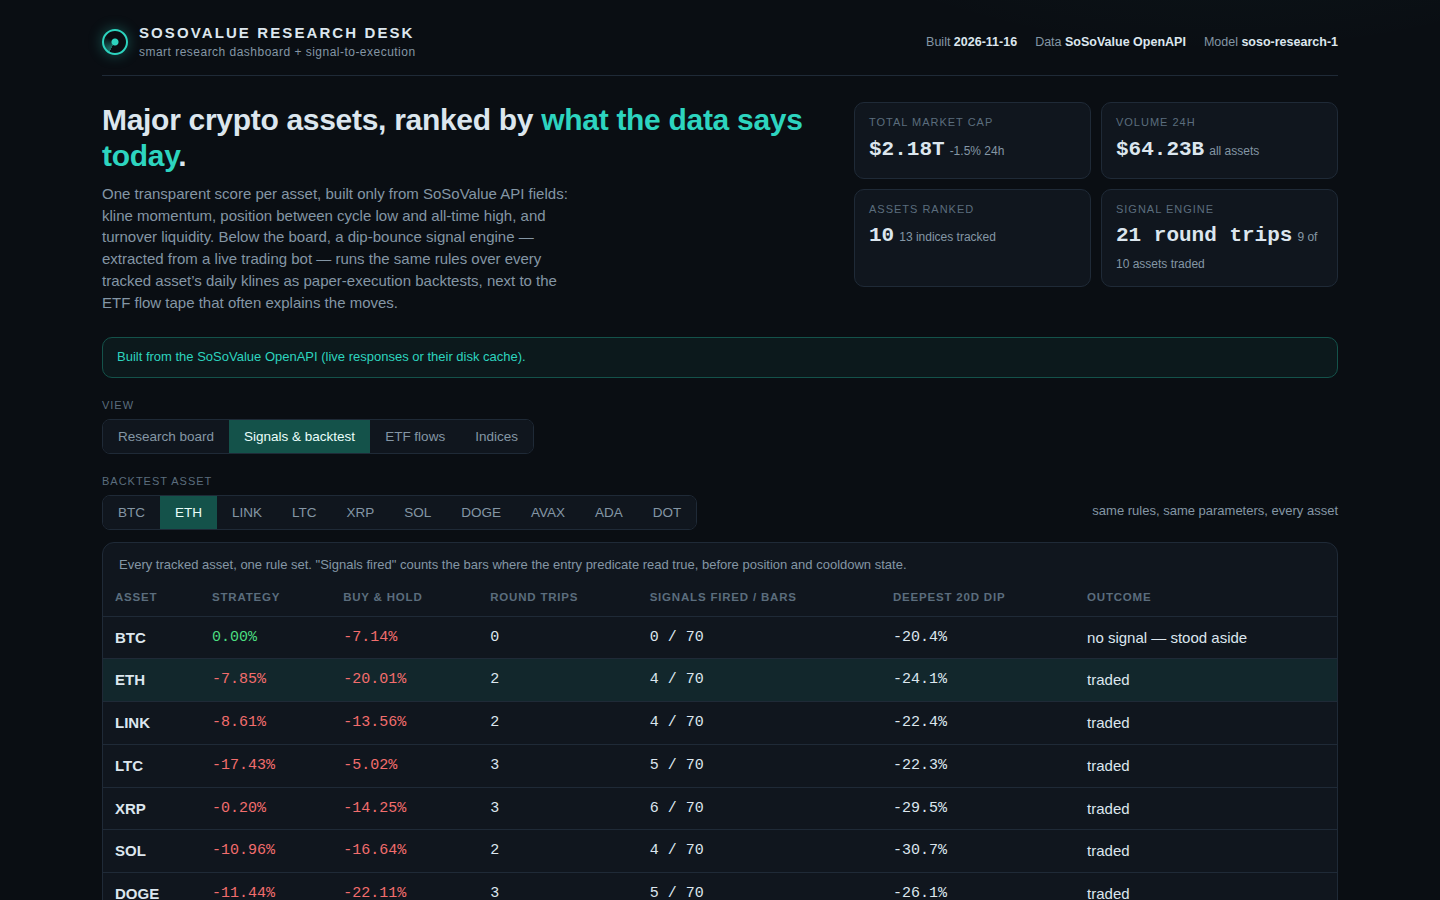 SOSOVALUE RESEARCH DESK
smart research dashboard + signal-to-execution
Built 2026-11-16 Data SoSoValue OpenAPI Model soso-research-1
Major crypto assets, ranked by what the data says
today.
One transparent score per asset, built only from SoSoValue API fields:
kline momentum, position between cycle low and all-time high, and
turnover liquidity. Below the board, a dip-bounce signal engine —
extracted from a live trading bot — runs the same rules over every
tracked asset’s daily klines as paper-execution backtests, next to the
ETF flow tape that often explains the moves.
TOTAL MARKET CAP
$2.18T -1.5% 24h
VOLUME 24H
$64.23B all assets
ASSETS RANKED
10 13 indices tracked
SIGNAL ENGINE
21 round trips 9 of
10 assets traded
Built from the SoSoValue OpenAPI (live responses or their disk cache).
VIEW
Research board Signals & backtest ETF flows Indices
BACKTEST ASSET
BTC ETH LINK LTC XRP SOL DOGE AVAX ADA DOT
same rules, same parameters, every asset
Every tracked asset, one rule set. "Signals fired" counts the bars where the entry predicate read true, before position and cooldown state.
ASSET STRATEGY BUY & HOLD ROUND TRIPS SIGNALS FIRED / BARS DEEPEST 20D DIP OUTCOME
BTC 0.00% -7.14% 0 0 / 70 -20.4% no signal — stood aside
ETH -7.85% -20.01% 2 4 / 70 -24.1% traded
LINK -8.61% -13.56% 2 4 / 70 -22.4% traded
LTC -17.43% -5.02% 3 5 / 70 -22.3% traded
XRP -0.20% -14.25% 3 6 / 70 -29.5% traded
SOL -10.96% -16.64% 2 4 / 70 -30.7% traded
DOGE -11.44% -22.11% 3 5 / 70 -26.1% traded